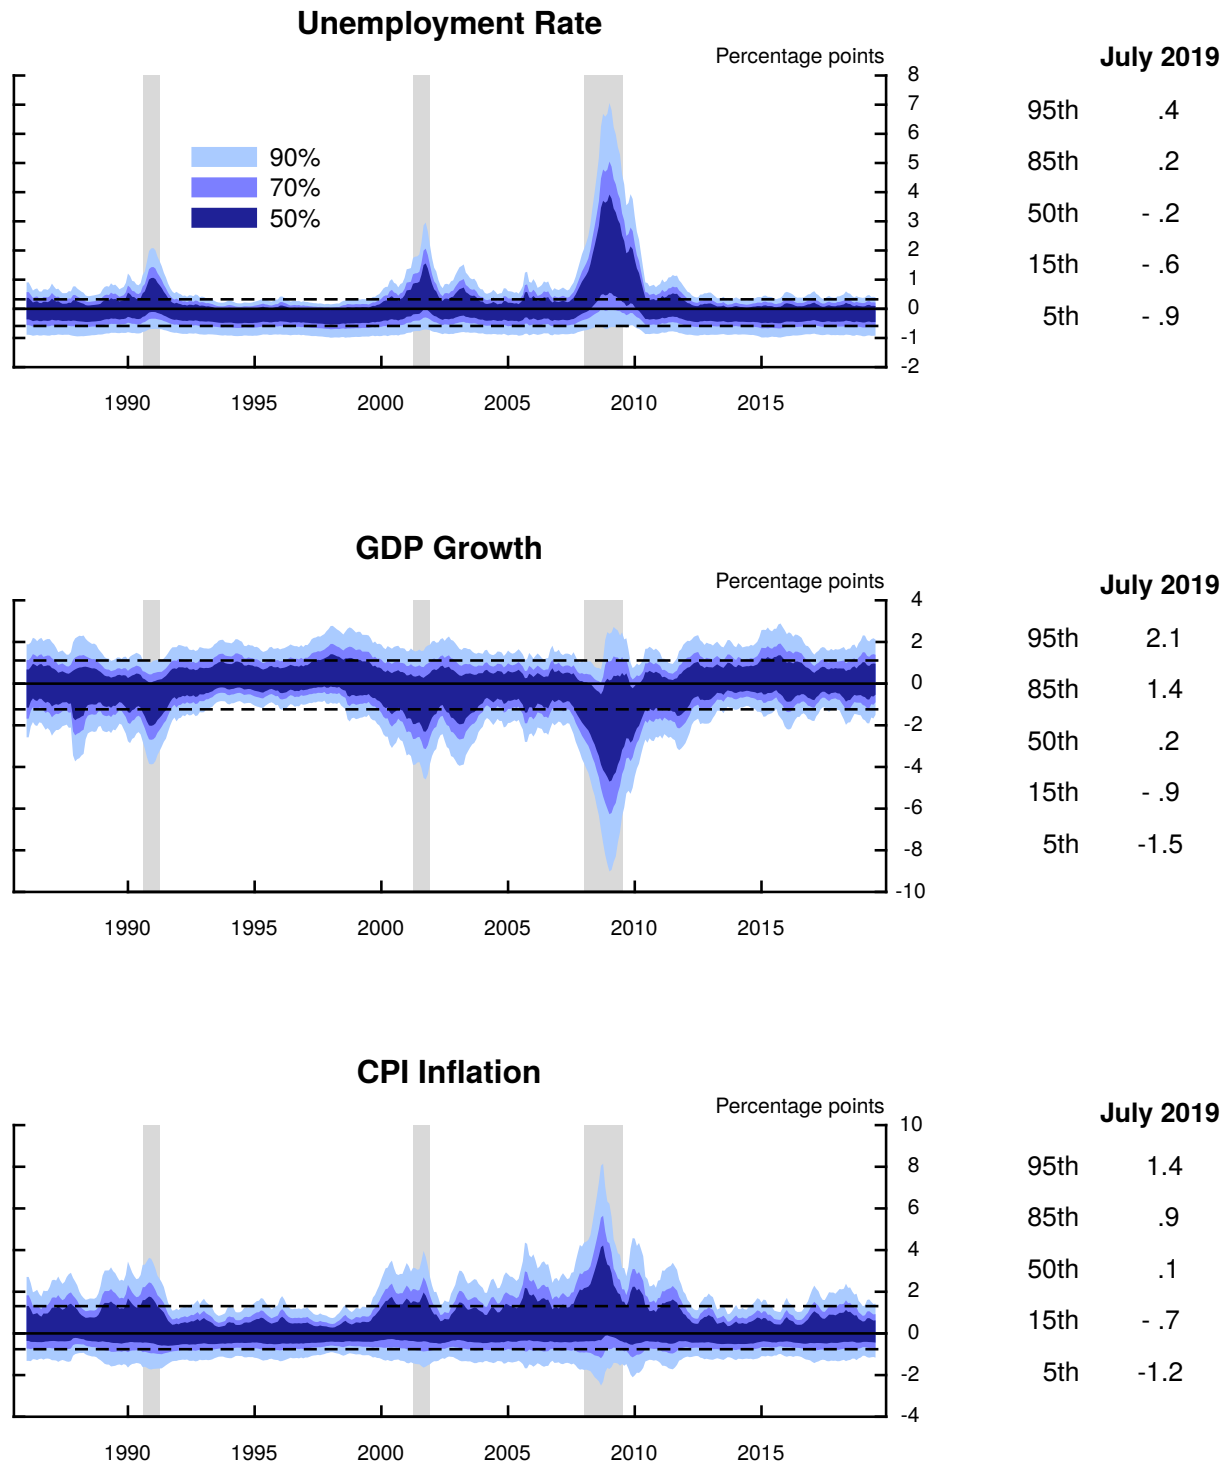 Unemployment Rate
Percentage points
July 2019
8
7
6
5
4
3
2
1
0
-1
-2
90%
70%
50%
1990 1995 2000 2005 2010 2015
95th .4
85th .2
50th - .2
15th - .6
5th - .9
GDP Growth
Percentage points
July 2019
4
2
0
-2
-4
-6
-8
-10
1990 1995 2000 2005 2010 2015
95th 2.1
85th 1.4
50th .2
15th - .9
5th -1.5
CPI Inflation
Percentage points
July 2019
10
8
6
4
2
0
-2
-4
1990 1995 2000 2005 2010 2015
95th 1.4
85th .9
50th .1
15th - .7
5th -1.2